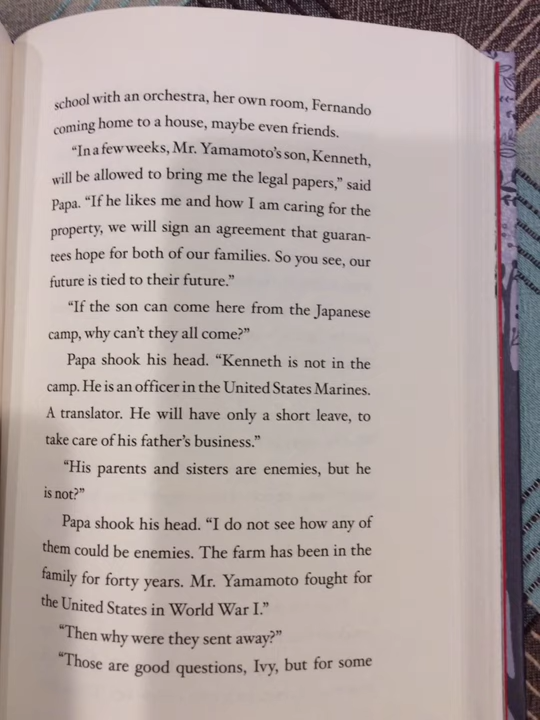 school with an orchestra, her own room, Fernando
coming home to a house, maybe even friends.
“In a few weeks, Mr. Yamamoto’s son, Kenneth,
will be allowed to bring me the legal papers,” said
Papa. “If he likes me and how I am caring for the
property, we will sign an agreement that guaran-
tees hope for both of our families. So you see, our
future is tied to their future.”
“If the son can come here from the Japanese
camp, why can’t they all come?”
Papa shook his head. “Kenneth is not in the
camp. He is an officer in the United States Marines.
A translator. He will have only a short leave, to
take care of his father’s business.”
“His parents and sisters are enemies, but he
is not?”
Papa shook his head. “I do not see how any of
them could be enemies. The farm has been in the
family for forty years. Mr. Yamamoto fought for
the United States in World War I.”
“Then why were they sent away?”
“Those are good questions, Ivy, but for some